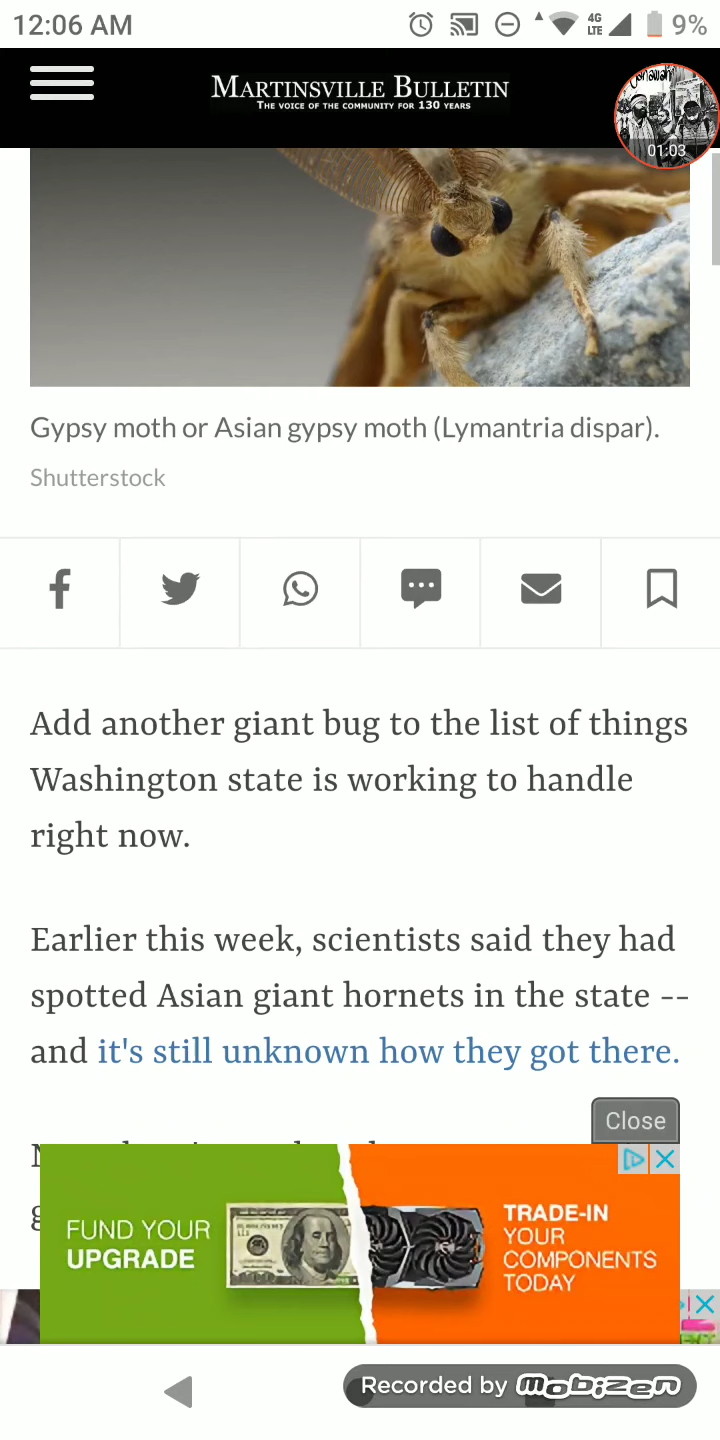 12:06 AM
4G
LTE
9%
MARTINSVILLE BULLETIN
THE VOICE OF THE COMMUNITY FOR 130 YEARS
01:03
Gypsy moth or Asian gypsy moth (Lymantria dispar).
Shutterstock
Add another giant bug to the list of things
Washington state is working to handle
right now.
Earlier this week, scientists said they had
spotted Asian giant hornets in the state --
and it's still unknown how they got there.
Close
FUND YOUR
UPGRADE
TRADE-IN
YOUR
COMPONENTS
TODAY
Recorded by mobizen